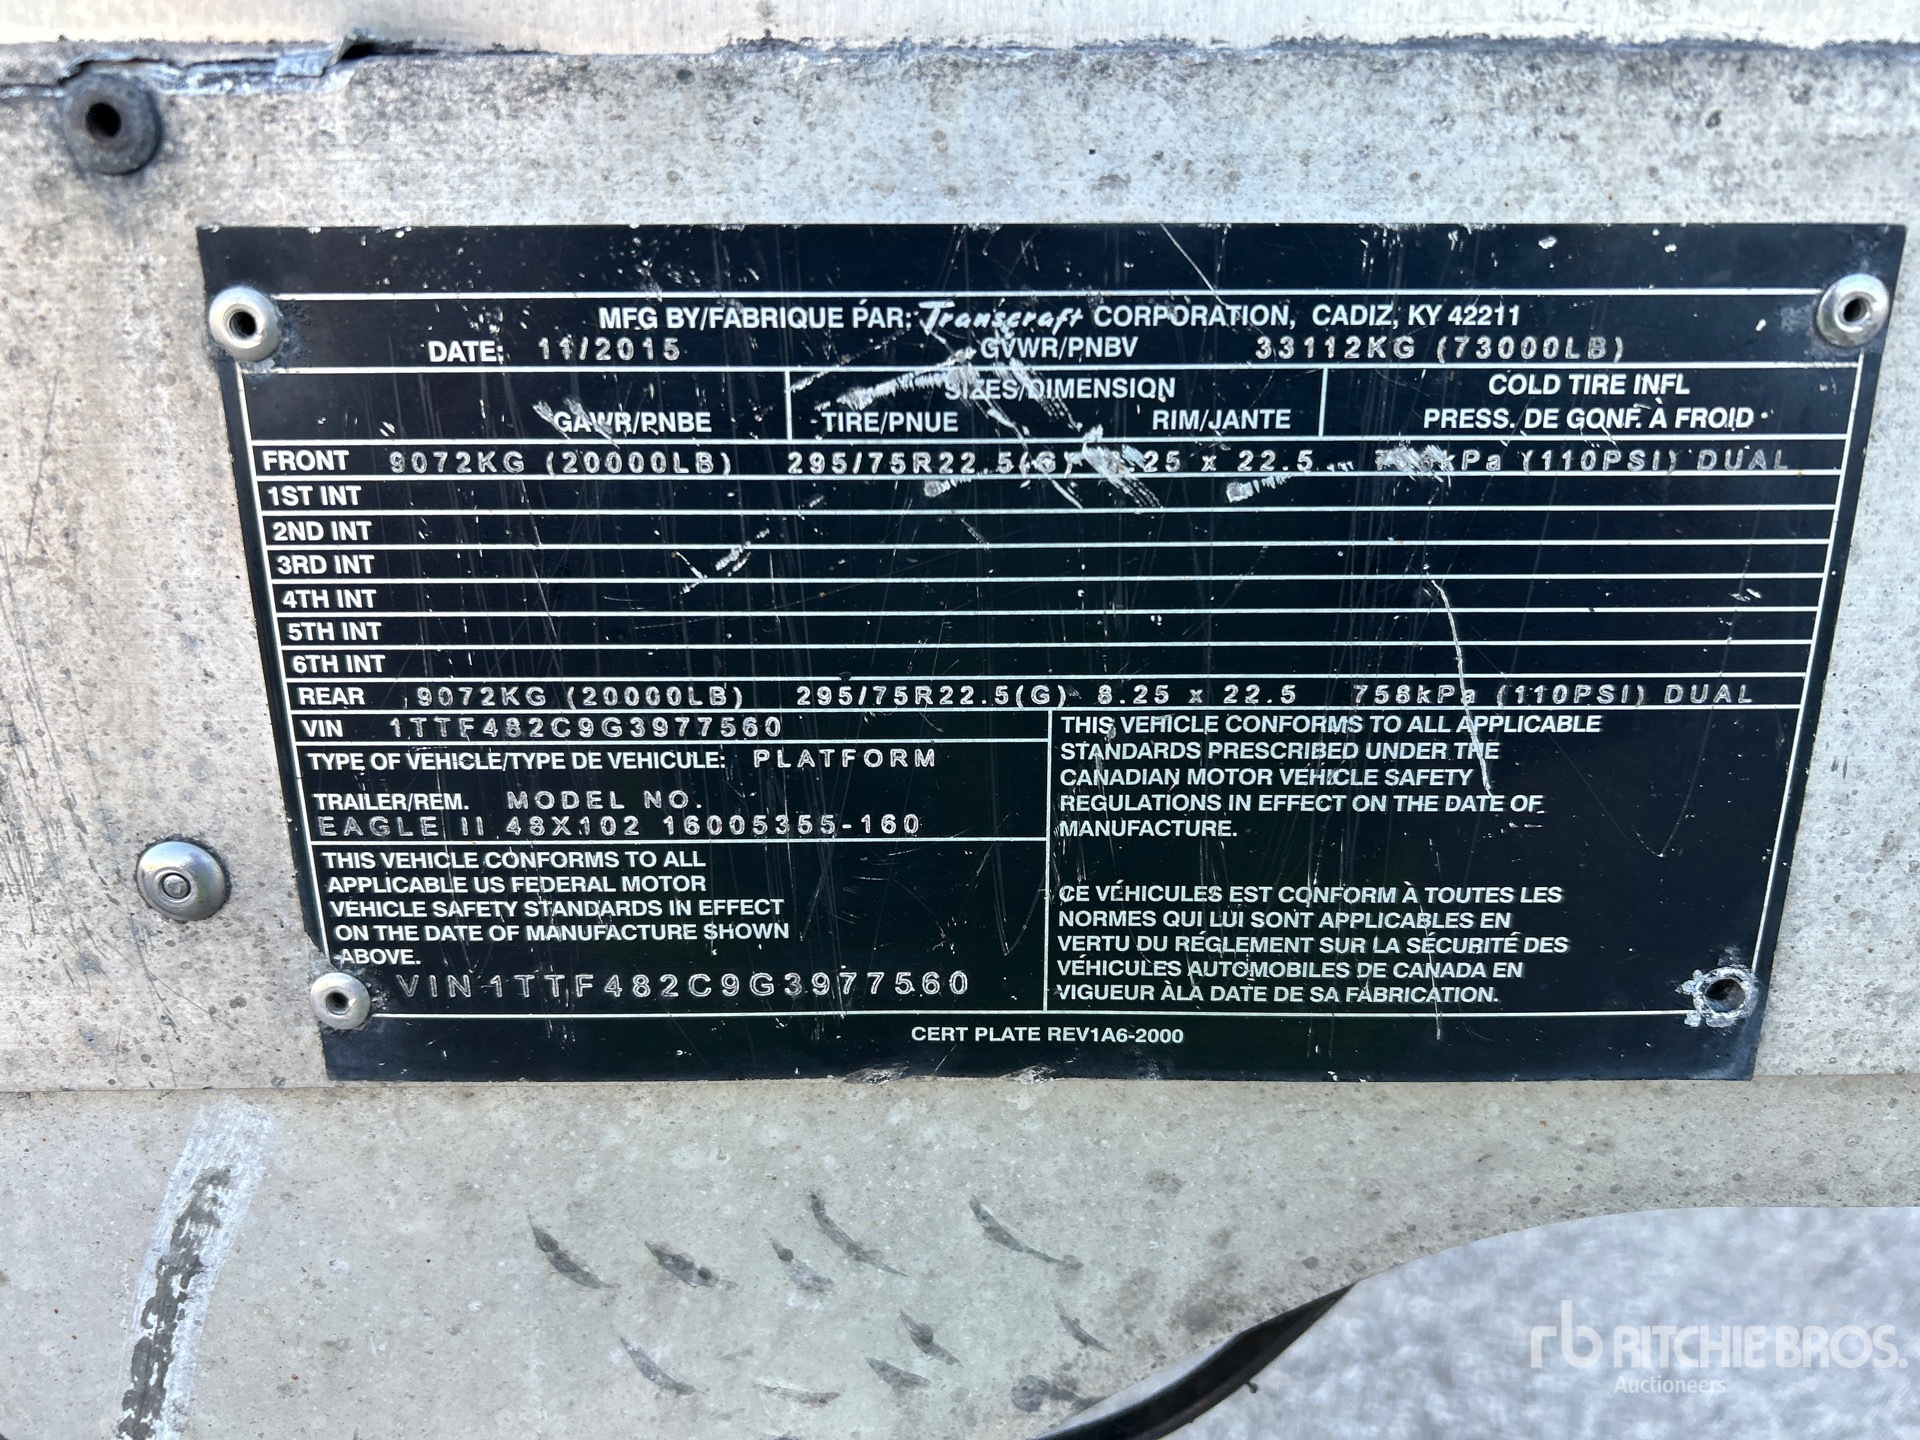 MFG BY/FABRIQUE PAR: Transcraft CORPORATION, CADIZ, KY 42211
DATE: 11/2015 GVWR/PNBV 33112KG (73000LB)
GAWR/PNBE SIZES/DIMENSION COLD TIRE INFL
TIRE/PNUE RIM/JANTE PRESS. DE GONF. À FROID
FRONT 9072KG (20000LB) 295/75R22.5(G) x 22.5 (110PSI) DUAL
1ST INT
2ND INT
3RD INT
4TH INT
5TH INT
6TH INT
REAR 9072KG (20000LB) 295/75R22.5(G) 8.25 x 22.5 758kPa (110PSI) DUAL
VIN 1TTF482C9G3977560
TYPE OF VEHICLE/TYPE DE VEHICULE: PLATFORM
TRAILER/REM. MODEL NO.
EAGLE II 48X102 16005355-160
THIS VEHICLE CONFORMS TO ALL
APPLICABLE US FEDERAL MOTOR
VEHICLE SAFETY STANDARDS IN EFFECT
ON THE DATE OF MANUFACTURE SHOWN
ABOVE.
VIN 1TTF482C9G3977560
THIS VEHICLE CONFORMS TO ALL APPLICABLE
STANDARDS PRESCRIBED UNDER THE
CANADIAN MOTOR VEHICLE SAFETY
REGULATIONS IN EFFECT ON THE DATE OF
MANUFACTURE.
CE VÉHICULES EST CONFORM À TOUTES LES
NORMES QUI LUI SONT APPLICABLES EN
VERTU DU RÉGLEMENT SUR LA SÉCURITÉ DES
VÉHICULES AUTOMOBILES DE CANADA EN
VIGUEUR ÀLA DATE DE SA FABRICATION.
CERT PLATE REV1A6-2000
rb RITCHIE BROS.
Auctioneers